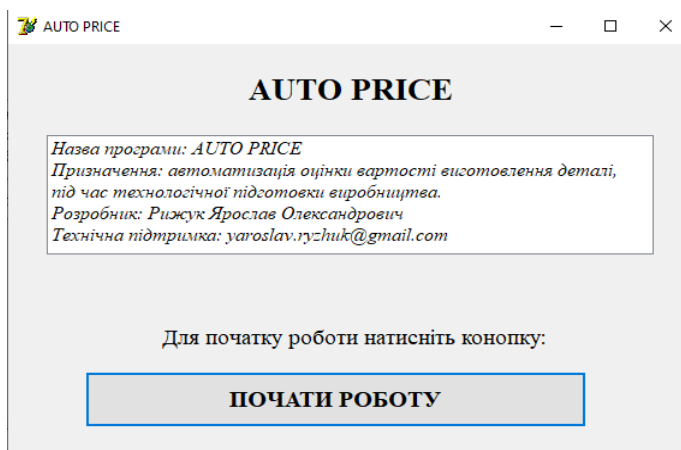 AUTO PRICE
AUTO PRICE
Назва програми: AUTO PRICE
Призначення: автоматизація оцінки вартості виготовлення деталі,
під час технологічної підготовки виробництва.
Розробник: Рижук Ярослав Олександрович
Технічна підтримка: yaroslav.ryzhuk@gmail.com
Для початку роботи натисніть конопку:
ПОЧАТИ РОБОТУ